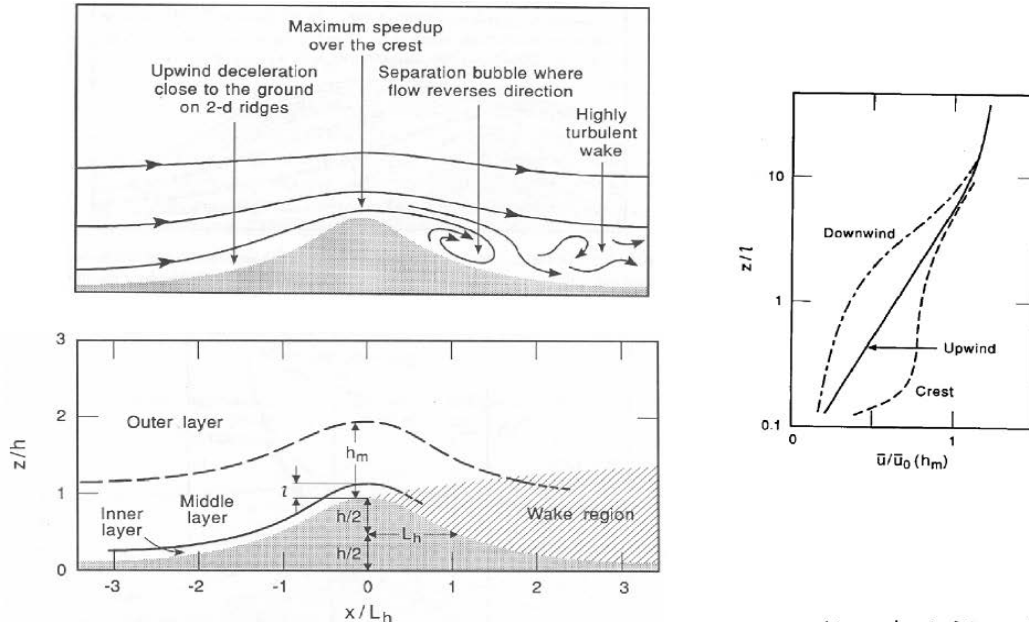 Maximum speedup
over the crest
Upwind deceleration
close to the ground
on 2-d ridges
Separation bubble where
flow reverses direction
Highly
turbulent
wake
3
2
1
0
z/h
Outer layer
Middle
layer
Inner
layer
h_m
l
h/2
h/2
L_h
Wake region
-3
-2
-1
0
1
2
3
x/L_h
10
1
0.1
z/l
Downwind
Upwind
Crest
0
1
ū/ū₀ (h_m)